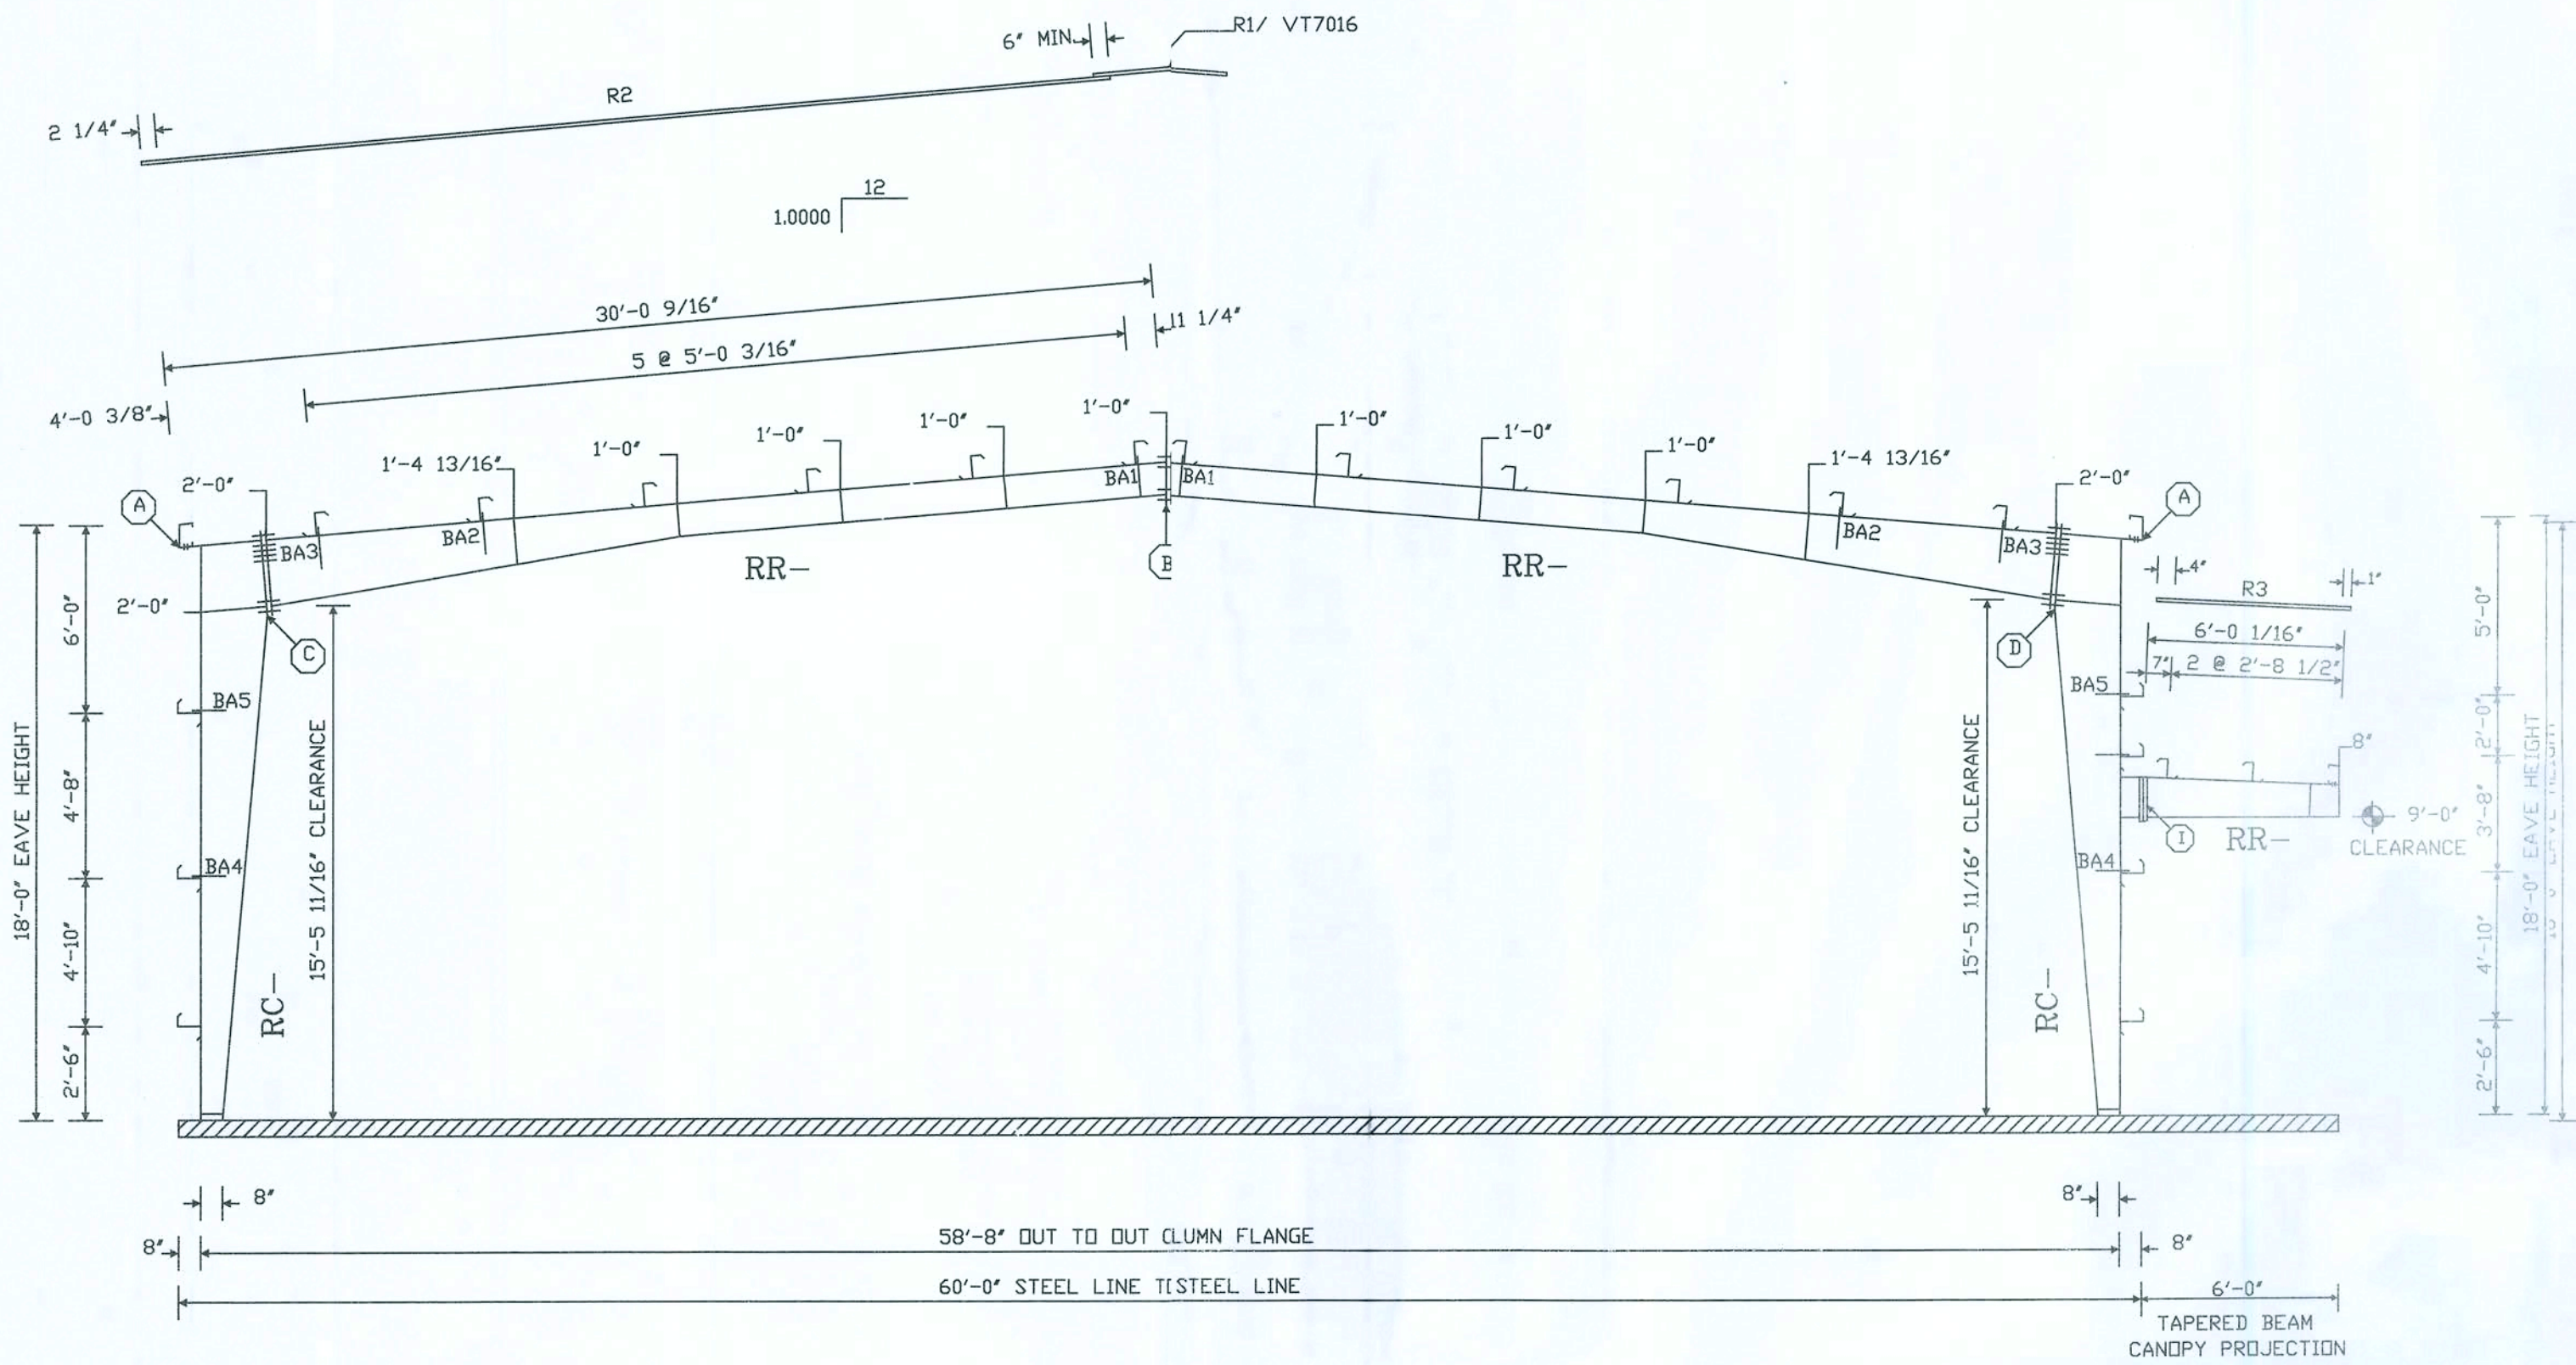 6" MIN.
R1/ VT7016
R2
2 1/4"
12
1.0000
30'-0 9/16"
11 1/4"
5 @ 5'-0 3/16"
4'-0 3/8"
1'-0"
1'-0"
1'-0"
1'-0"
1'-0"
1'-0"
1'-0"
1'-4 13/16"
1'-4 13/16"
2'-0"
2'-0"
A
A
BA3
BA2
BA1
BA1
BA2
BA3
RR-
B
RR-
2'-0"
C
D
4"
R3
1"
6'-0 1/16"
7" 2 @ 2'-8 1/2"
BA5
BA5
8"
BA4
BA4
I
RR-
9'-0"
CLEARANCE
18'-0" EAVE HEIGHT
6'-0"
4'-8"
4'-10"
2'-6"
RC-
15'-5 11/16" CLEARANCE
15'-5 11/16" CLEARANCE
RC-
5'-0"
2'-0"
3'-8"
4'-10"
2'-6"
18'-0" EAVE HEIGHT
8"
8"
8"
58'-8" OUT TO OUT CLUMN FLANGE
8"
60'-0" STEEL LINE T STEEL LINE
6'-0"
TAPERED BEAM
CANOPY PROJECTION